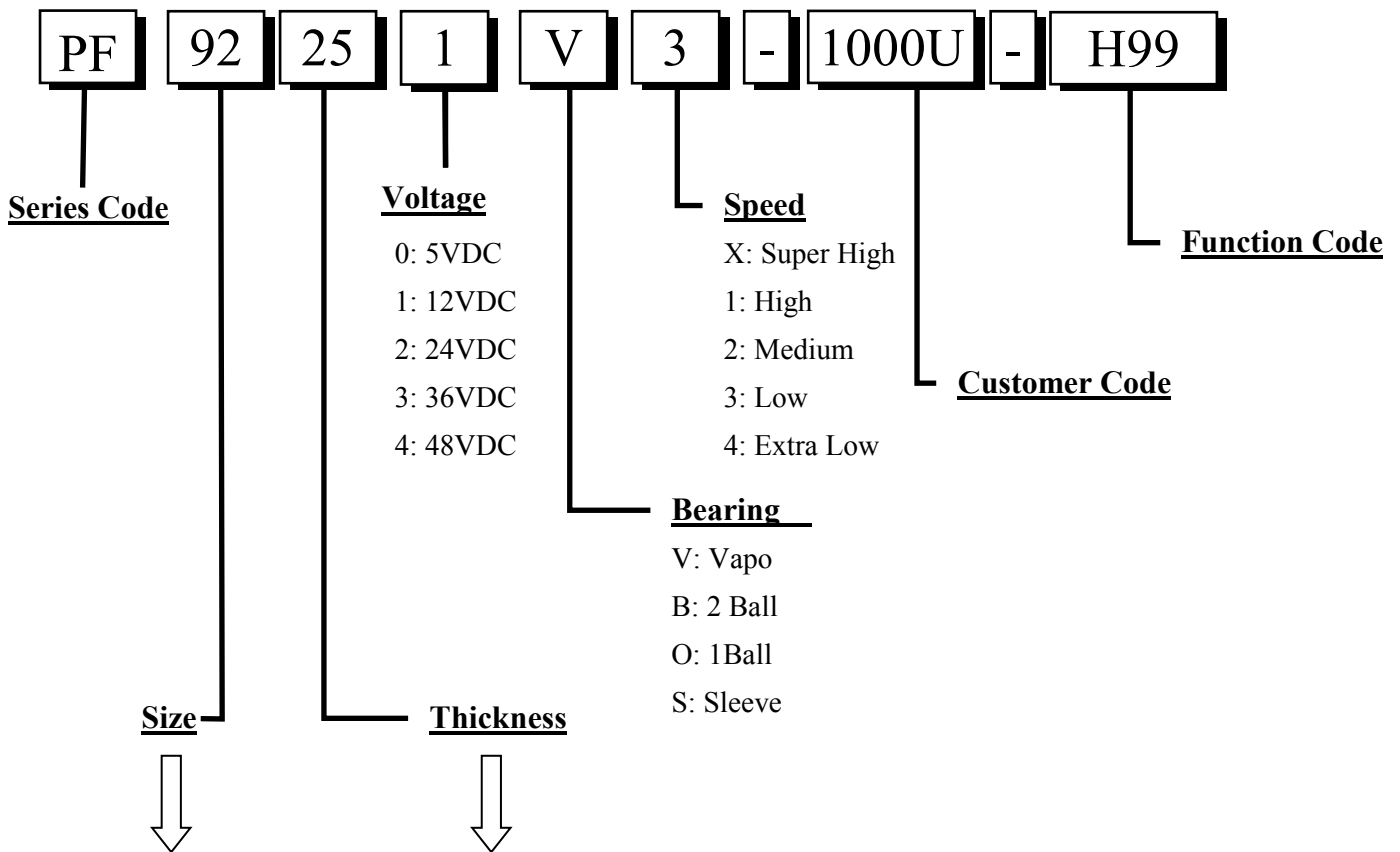 PF 92 25 1 V 3 - 1000U - H99
Series Code
Voltage
0: 5VDC
1: 12VDC
2: 24VDC
3: 36VDC
4: 48VDC
Speed
X: Super High
1: High
2: Medium
3: Low
4: Extra Low
Function Code
Customer Code
Bearing
V: Vapo
B: 2 Ball
O: 1Ball
S: Sleeve
Size
Thickness